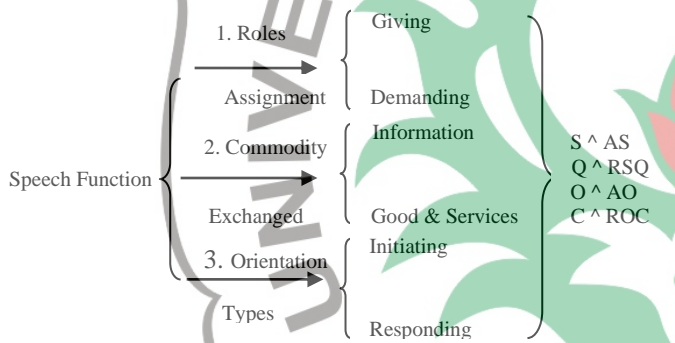 1. Roles
Giving
Assignment
Demanding
2. Commodity
Information
S ^ AS
Q ^ RSQ
Speech Function
O ^ AO
Exchanged
Good & Services
C ^ ROC
3. Orientation
Initiating
Types
Responding
UNIVE